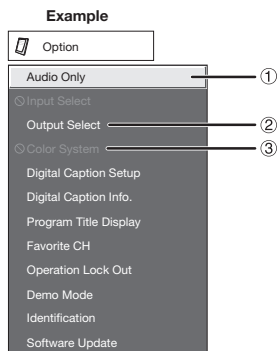 Example
Option
Audio Only ①
Input Select
Output Select ②
Color System ③
Digital Caption Setup
Digital Caption Info.
Program Title Display
Favorite CH
Operation Lock Out
Demo Mode
Identification
Software Update